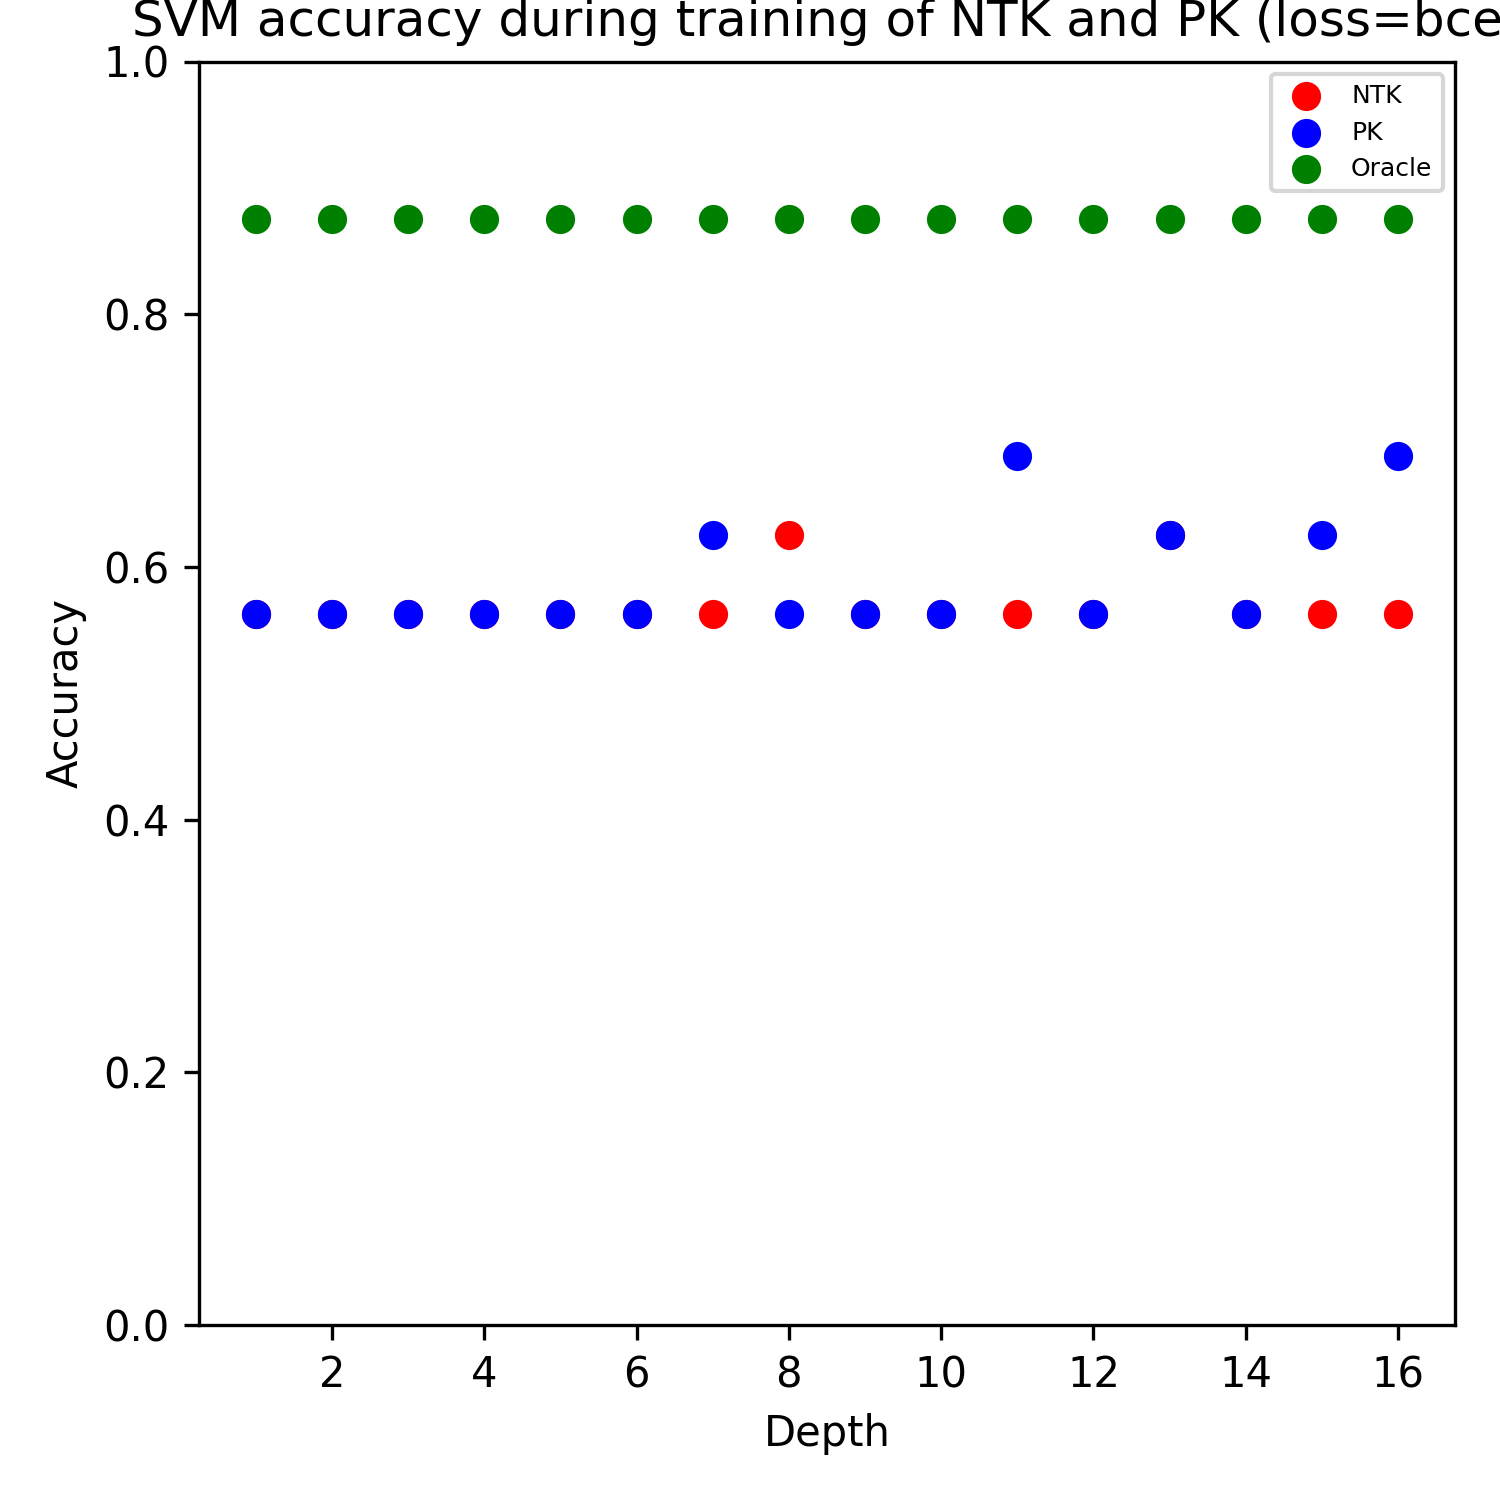 SVM accuracy during training of NTK and PK (loss=bce
1.0
0.8
0.6
0.4
0.2
0.0
Accuracy
NTK
PK
Oracle
2 4 6 8 10 12 14 16
Depth